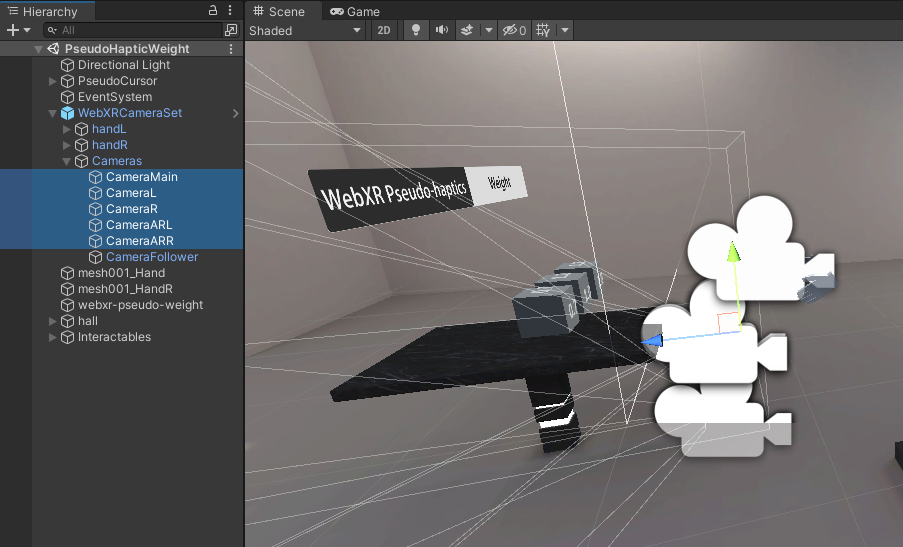 Hierarchy
All
PseudoHapticWeight
Directional Light
PseudoCursor
EventSystem
WebXRCameraSet
handL
handR
Cameras
CameraMain
CameraL
CameraR
CameraARL
CameraARR
CameraFollower
mesh001_Hand
mesh001_HandR
webxr-pseudo-weight
hall
Interactables
Scene
Game
Shaded
2D
0
WebXR Pseudo-haptics
Weight